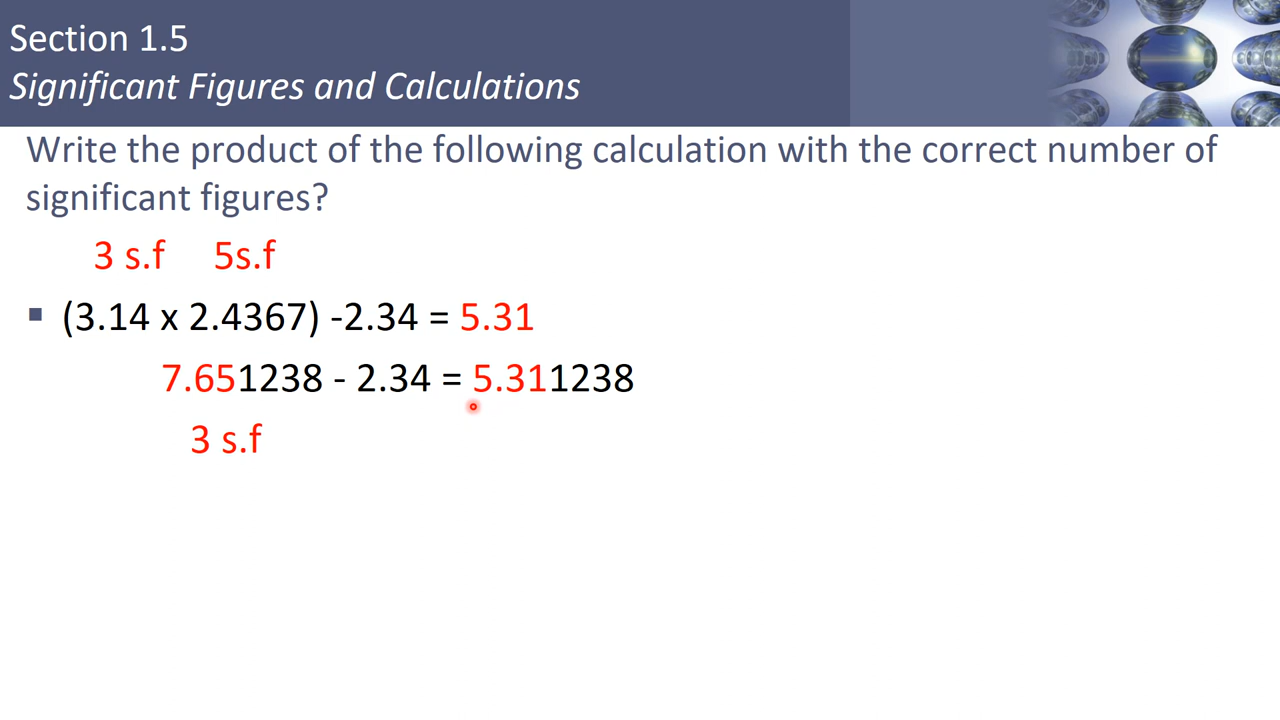 Section 1.5
Significant Figures and Calculations
Write the product of the following calculation with the correct number of
significant figures?
3 s.f 5s.f
▪ (3.14 x 2.4367) -2.34 = 5.31
7.651238 - 2.34 = 5.311238
3 s.f